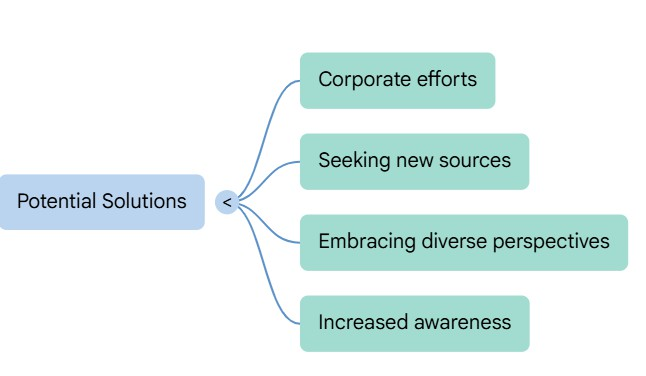 Corporate efforts
Seeking new sources
Potential Solutions
<
Embracing diverse perspectives
Increased awareness